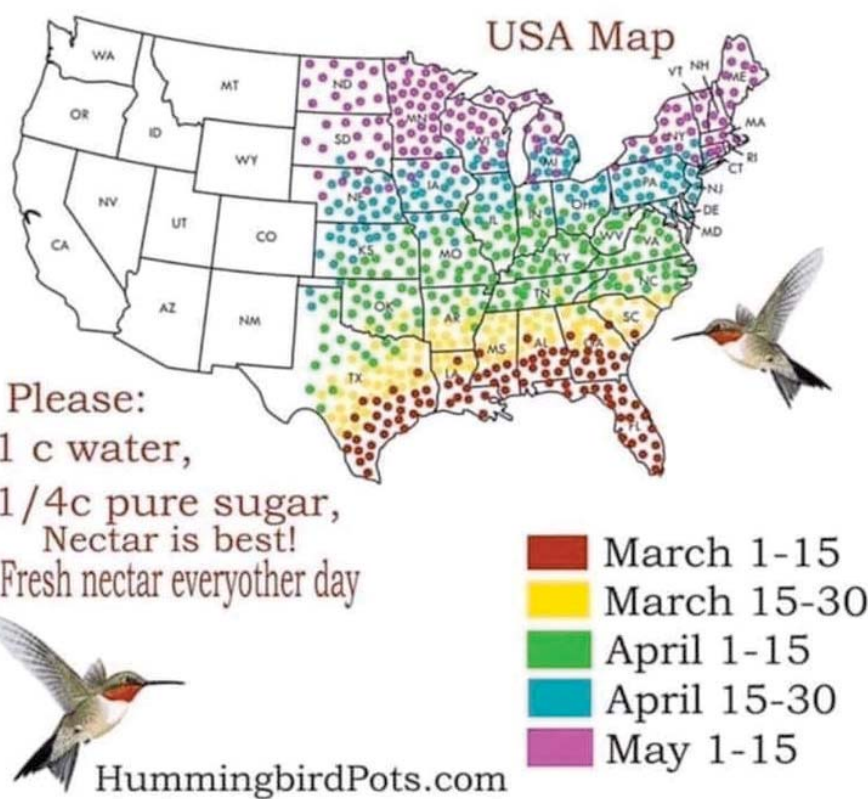 USA Map
WA
OR
CA
NV
ID
MT
WY
UT
CO
AZ
NM
ND
SD
NE
KS
OK
TX
MN
IA
MO
AR
LA
WI
IL
MS
MI
IN
OH
KY
TN
AL
GA
FL
SC
NC
VA
WV
PA
NY
VT
NH
ME
MA
RI
CT
NJ
DE
MD
Please:
1 c water,
1/4c pure sugar,
Nectar is best!
Fresh nectar everyother day
March 1-15
March 15-30
April 1-15
April 15-30
May 1-15
HummingbirdPots.com